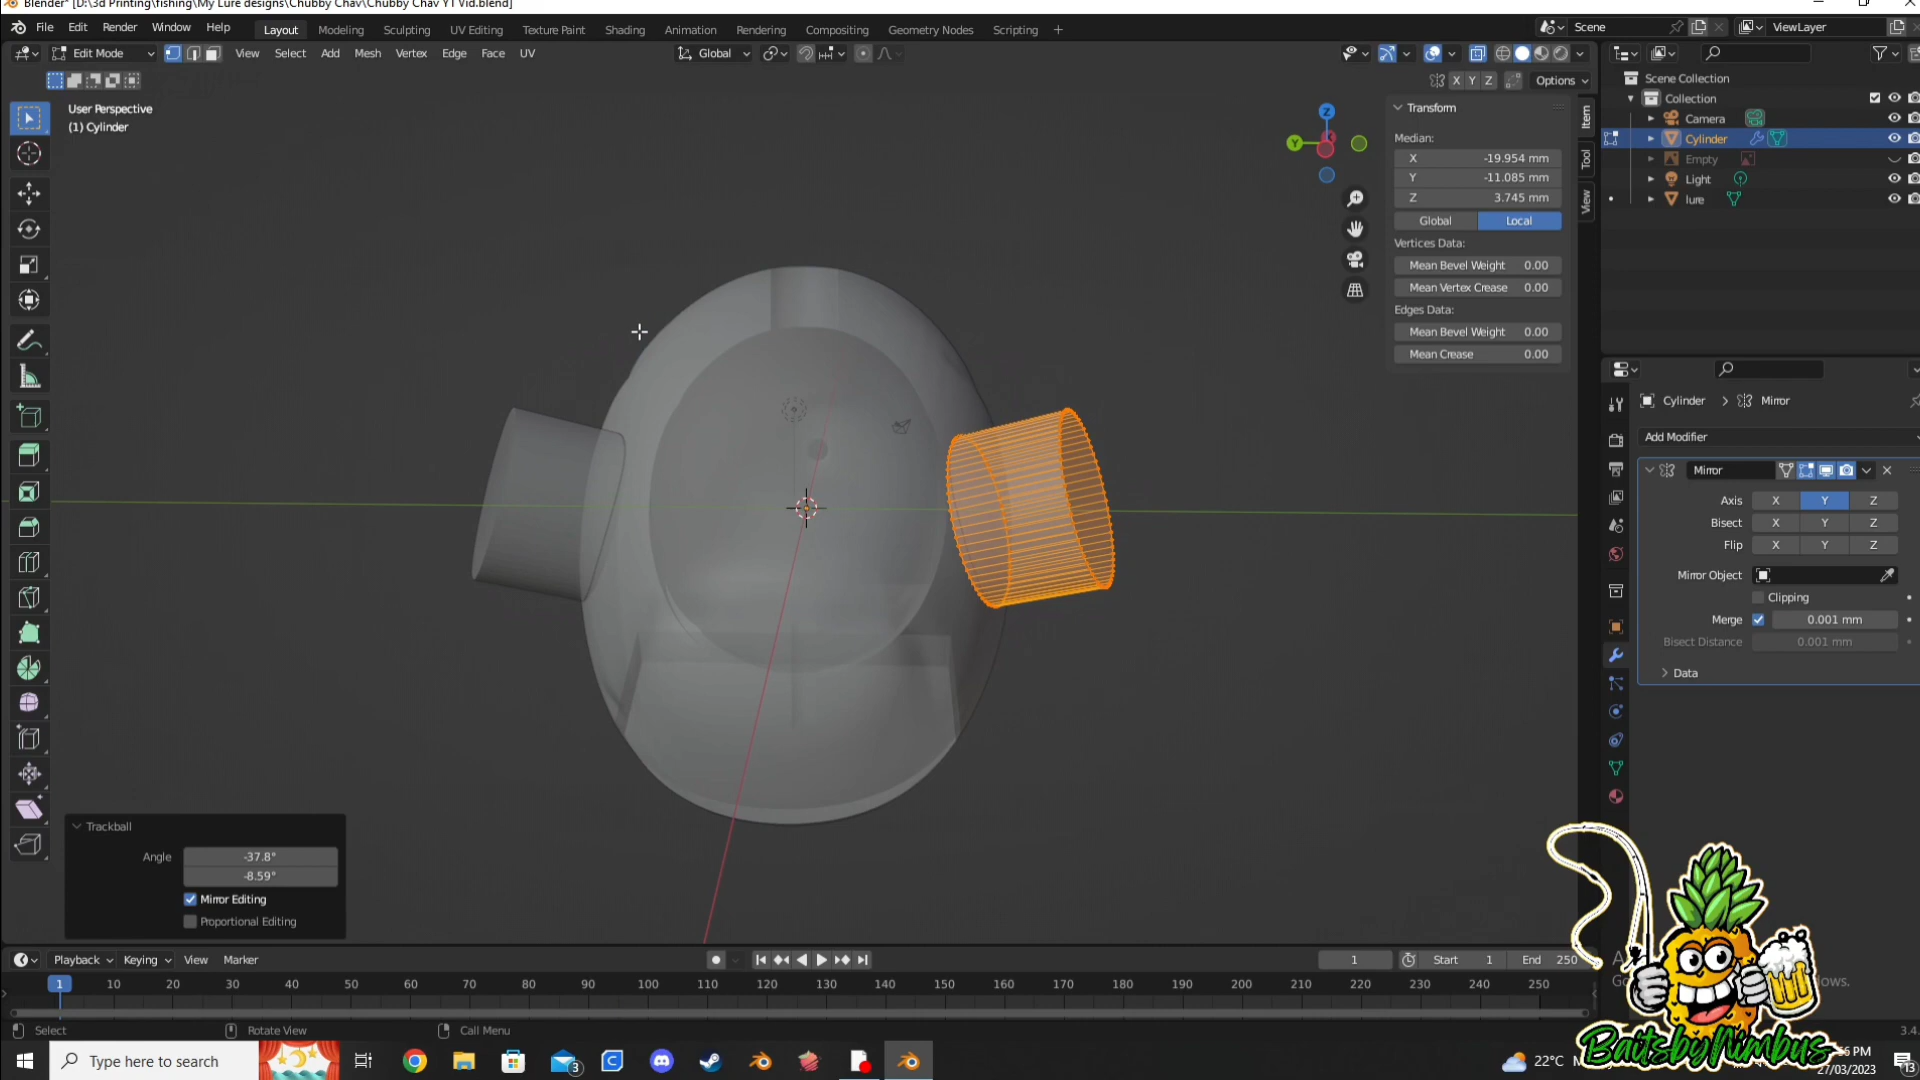 Blender* [D:\3d Printing\fishing\My Lure designs\Chubby Chav\Chubby Chav YT Vid.blend]
File Edit Render Window Help Layout Modeling Sculpting UV Editing Texture Paint Shading Animation Rendering Compositing Geometry Nodes Scripting + Scene ViewLayer
Edit Mode View Select Add Mesh Vertex Edge Face UV Global
X Y Z Options
User Perspective
(1) Cylinder
Z
Y
Transform
Median:
X -19.954 mm
Y -11.085 mm
Z 3.745 mm
Global Local
Vertices Data:
Mean Bevel Weight 0.00
Mean Vertex Crease 0.00
Edges Data:
Mean Bevel Weight 0.00
Mean Crease 0.00
Item
Tool
View
Scene Collection
Collection
Camera
Cylinder
Empty
Light
lure
Cylinder > Mirror
Add Modifier
Mirror
Axis X Y Z
Bisect X Y Z
Flip X Y Z
Mirror Object
Clipping
Merge 0.001 mm
Bisect Distance 0.001 mm
Data
Trackball
Angle -37.8°
-8.59°
Mirror Editing
Proportional Editing
Playback Keying View Marker 1 Start 1 End 250
1 10 20 30 40 50 60 70 80 90 100 110 120 130 140 150 160 170 180 190 200 210 220 230 240 250
Select Rotate View Call Menu 3.4.
Type here to search 3 22°C PM
27/03/2023 13
BaitsbyNimbus